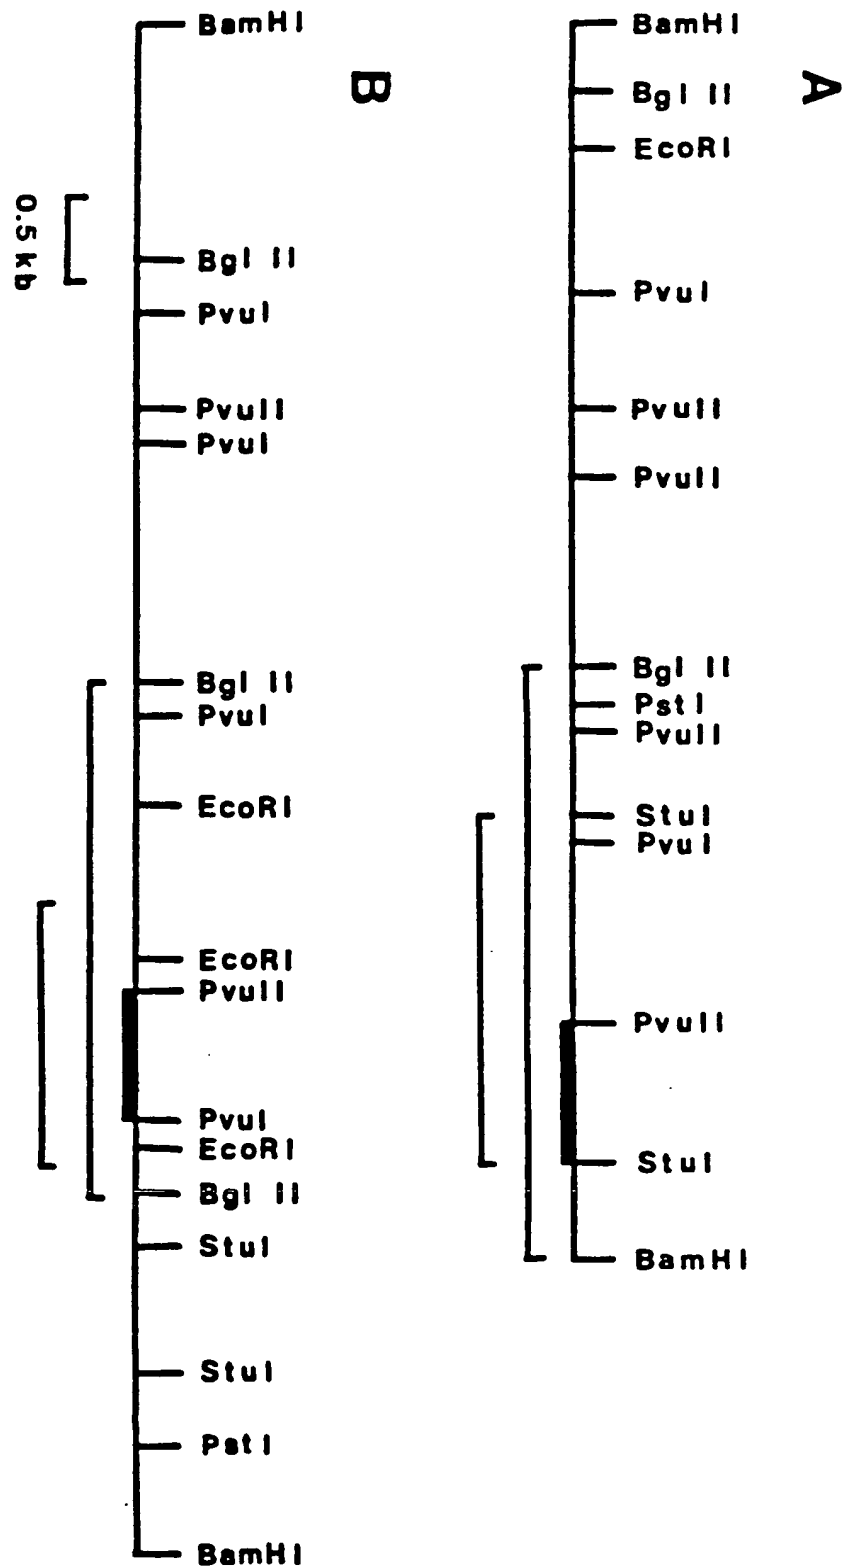 A
BamHI
Bgl II
EcoRI
PvuI
PvuII
PvuII
Bgl II
PstI
PvuII
StuI
PvuI
PvuII
StuI
BamHI
B
BamHI
Bgl II
PvuI
PvuII
PvuI
Bgl II
PvuI
EcoRI
EcoRI
PvuII
PvuI
EcoRI
Bgl II
StuI
StuI
PstI
BamHI
0.5 kb